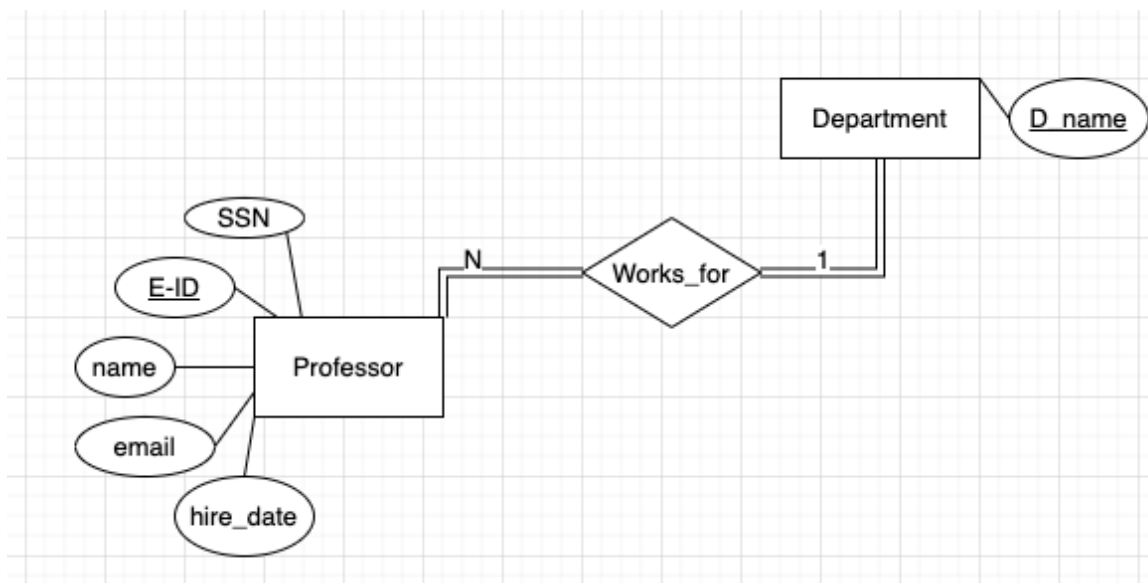 Department
D_name
SSN
N
Works_for
1
E-ID
name
Professor
email
hire_date